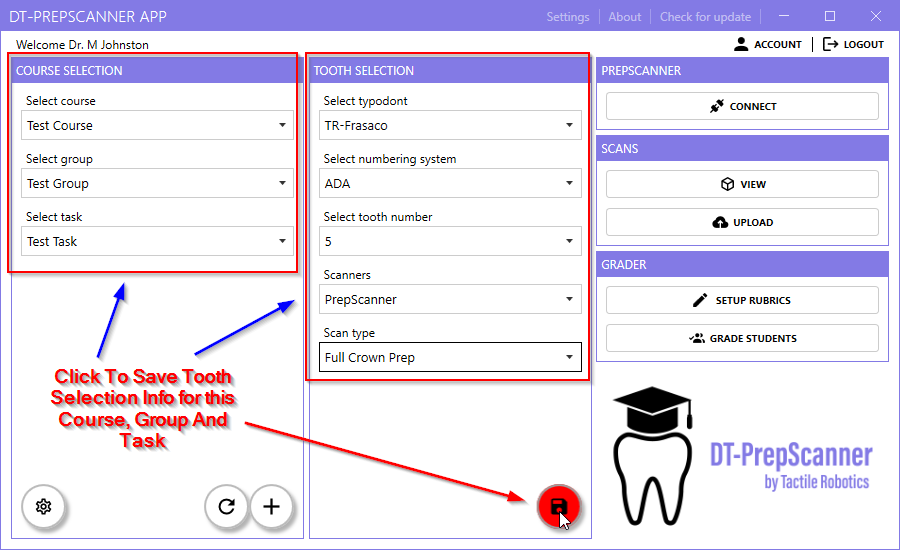 DT-PREPSCANNER APP
Settings
About
Check for update
Welcome Dr. M Johnston
ACCOUNT
LOGOUT
COURSE SELECTION
Select course
Test Course
Select group
Test Group
Select task
Test Task
Click To Save Tooth
Selection Info for this
Course, Group And
Task
TOOTH SELECTION
Select typodont
TR-Frasaco
Select numbering system
ADA
Select tooth number
5
Scanners
PrepScanner
Scan type
Full Crown Prep
PREPSCANNER
CONNECT
SCANS
VIEW
UPLOAD
GRADER
SETUP RUBRICS
GRADE STUDENTS
DT-PrepScanner
by Tactile Robotics